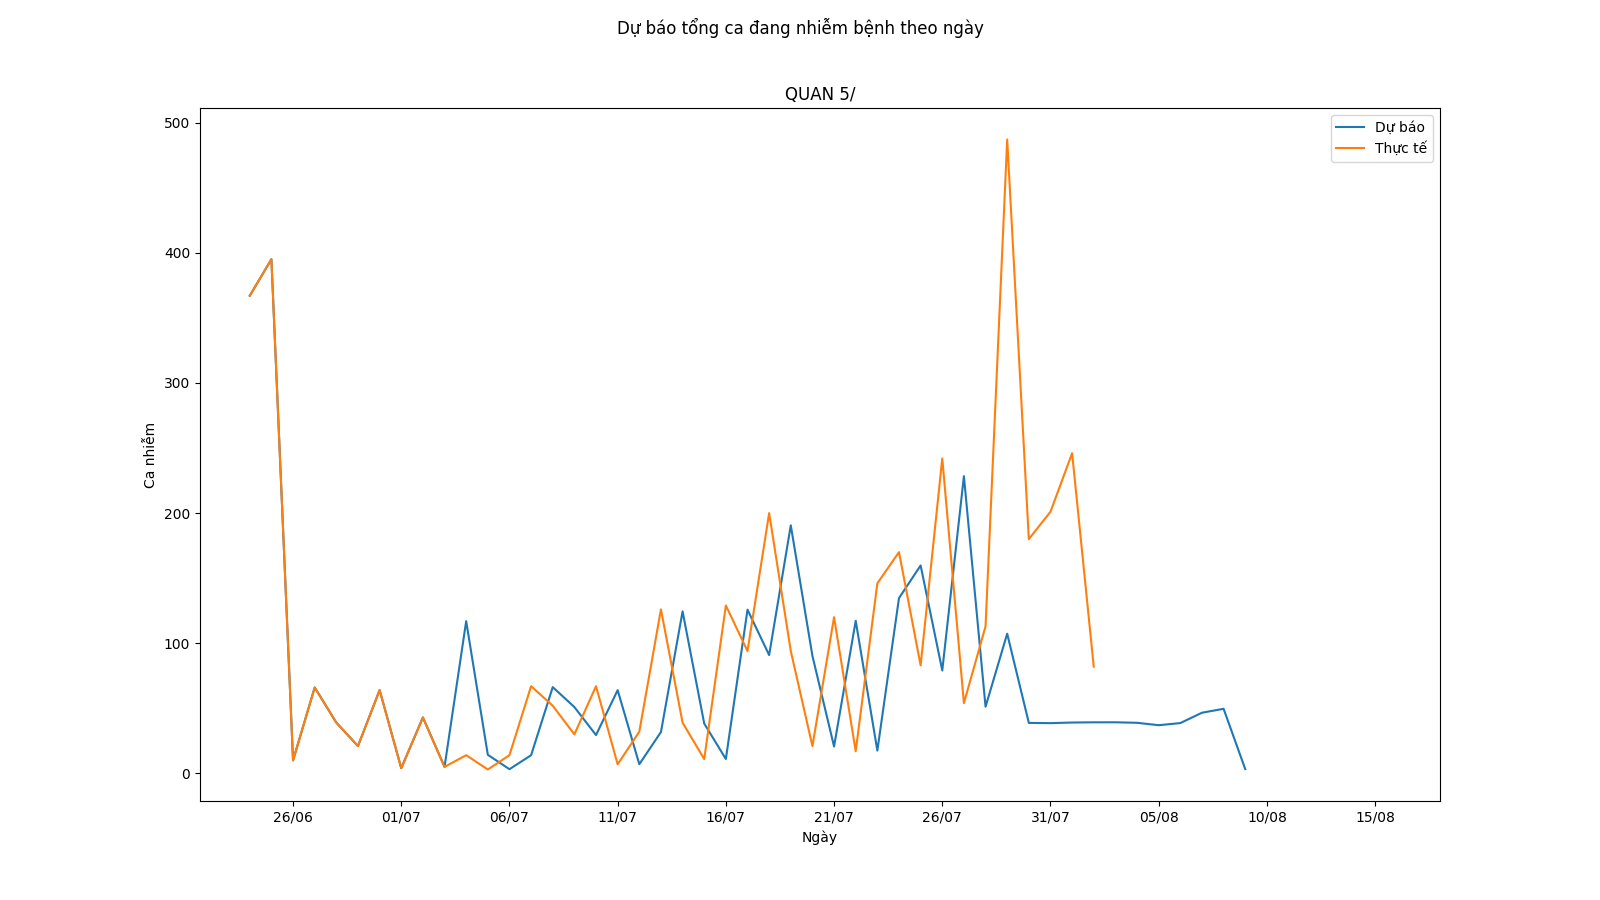 Dự báo tổng ca đang nhiễm bệnh theo ngày
QUAN 5/
500
400
300
200
100
0
Ca nhiễm
Dự báo
Thực tế
26/06 01/07 06/07 11/07 16/07 21/07 26/07 31/07 05/08 10/08 15/08
Ngày